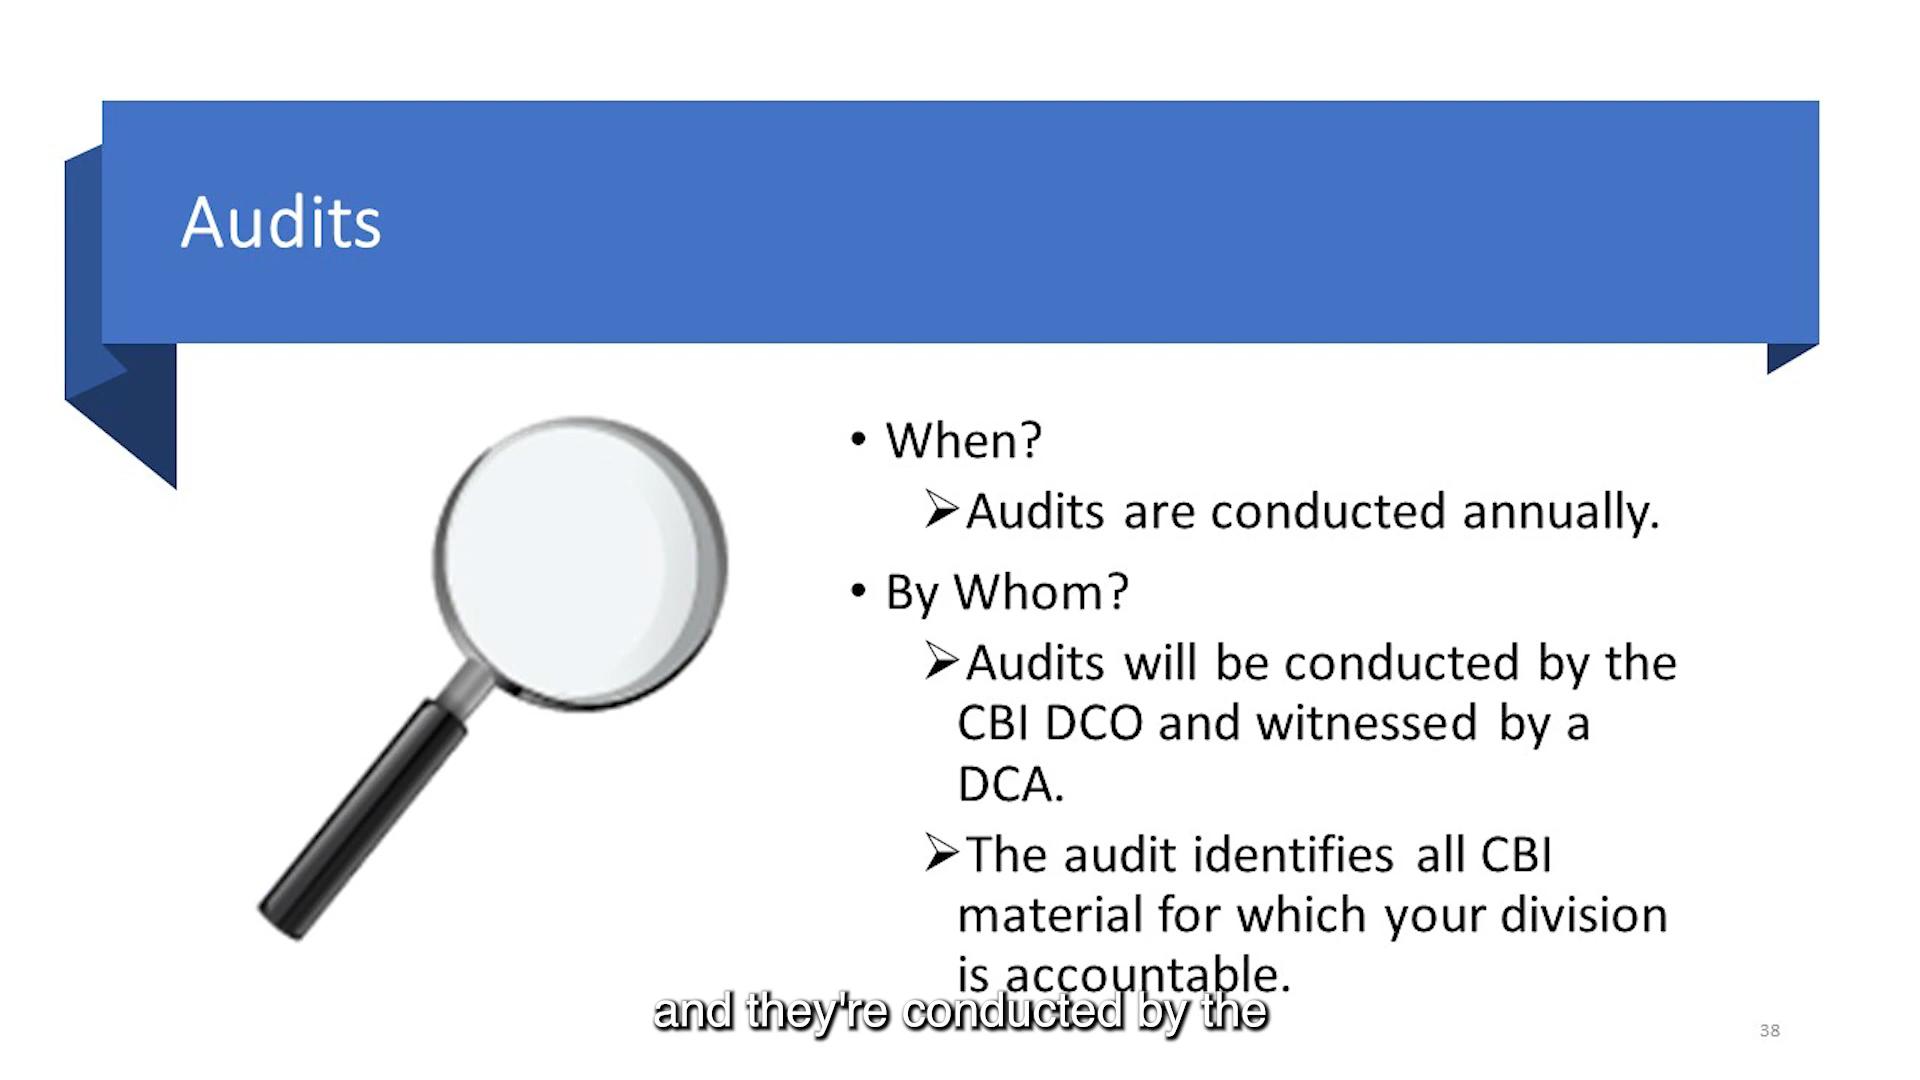 Audits
• When?
➢Audits are conducted annually.
• By Whom?
➢Audits will be conducted by the
CBI DCO and witnessed by a
DCA.
➢The audit identifies all CBI
material for which your division
is accountable.
and they're conducted by the
38